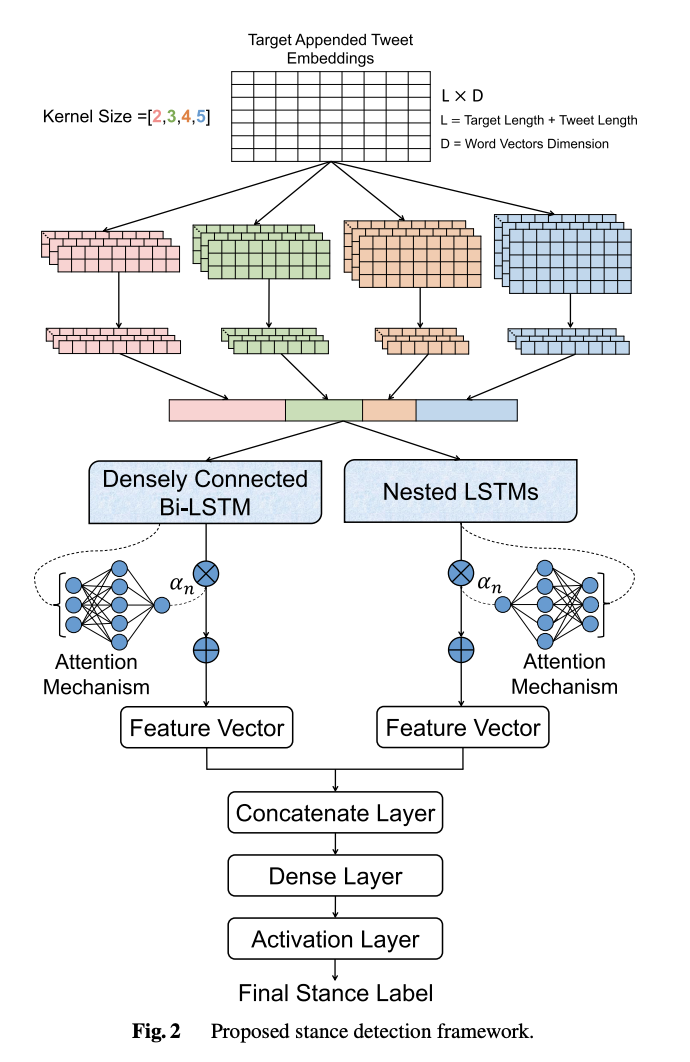 Target Appended Tweet
Embeddings
Kernel Size =[2,3,4,5]
L × D
L = Target Length + Tweet Length
D = Word Vectors Dimension
Densely Connected
Bi-LSTM
Nested LSTMs
αn
αn
Attention
Mechanism
Attention
Mechanism
Feature Vector
Feature Vector
Concatenate Layer
Dense Layer
Activation Layer
Final Stance Label
Fig. 2 Proposed stance detection framework.